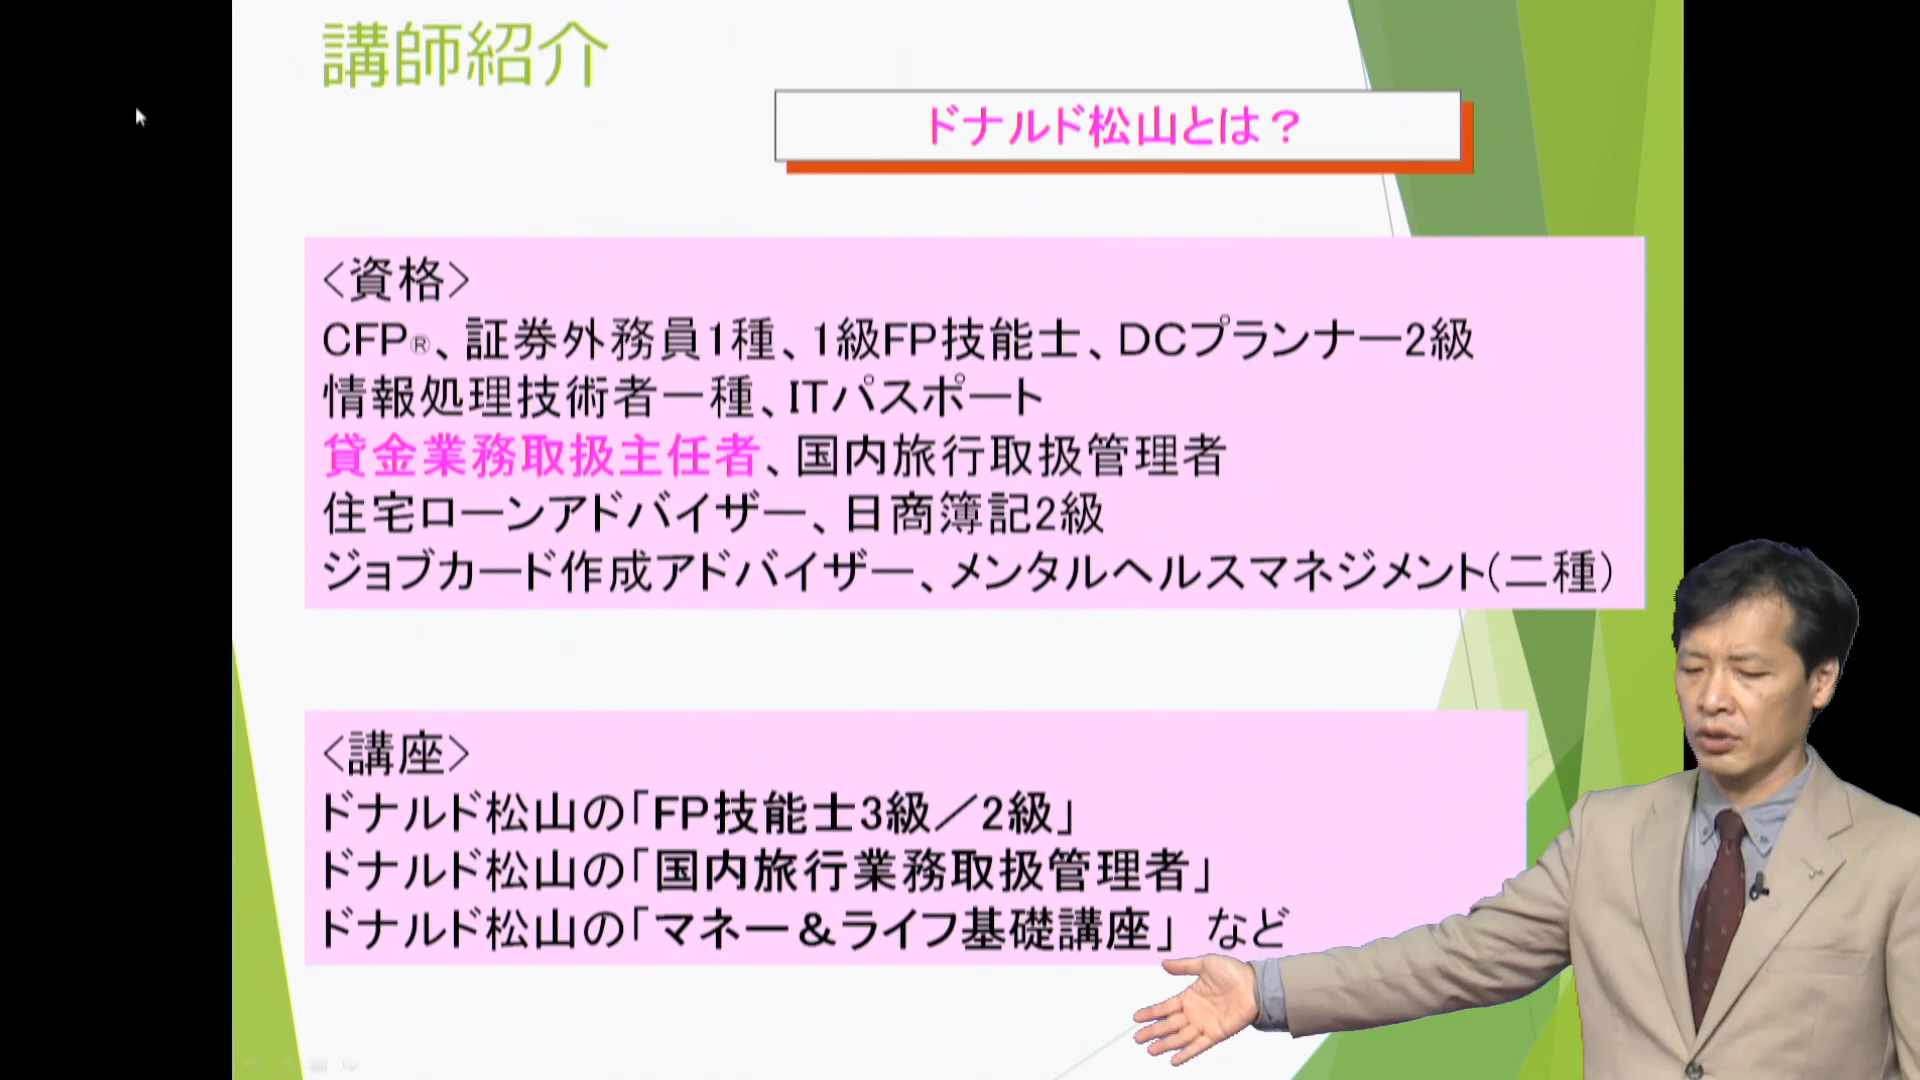 講師紹介
ドナルド松山とは？
＜資格＞
CFP®、証券外務員1種、1級FP技能士、DCプランナー2級
情報処理技術者一種、ITパスポート
貸金業務取扱主任者、国内旅行取扱管理者
住宅ローンアドバイザー、日商簿記2級
ジョブカード作成アドバイザー、メンタルヘルスマネジメント(二種)
＜講座＞
ドナルド松山の「FP技能士3級／2級」
ドナルド松山の「国内旅行業務取扱管理者」
ドナルド松山の「マネー＆ライフ基礎講座」 など